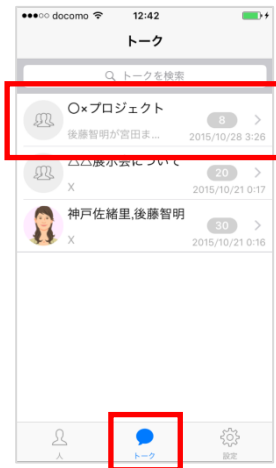 docomo 12:42
トーク
トークを検索
〇×プロジェクト
8
後藤智明が宮田ま...
2015/10/28 3:26
△△展示会について
20
X
2015/10/21 0:17
神戸佐緒里,後藤智明
30
X
2015/10/21 0:16
人 トーク 設定